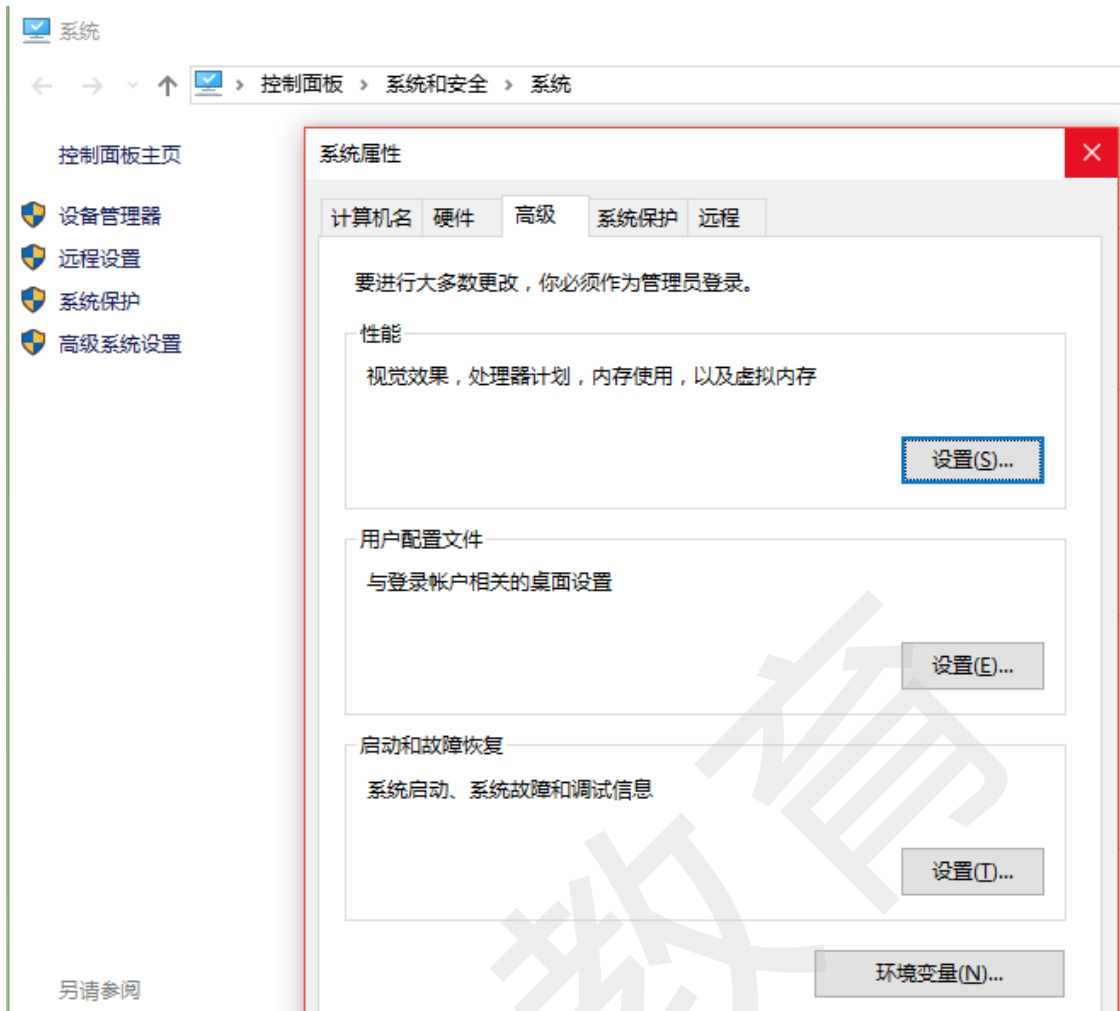 系统
控制面板 › 系统和安全 › 系统
控制面板主页
设备管理器
远程设置
系统保护
高级系统设置
另请参阅
系统属性
计算机名 硬件 高级 系统保护 远程
要进行大多数更改，你必须作为管理员登录。
性能
视觉效果，处理器计划，内存使用，以及虚拟内存
设置(S)...
用户配置文件
与登录帐户相关的桌面设置
设置(E)...
启动和故障恢复
系统启动、系统故障和调试信息
设置(T)...
环境变量(N)...
教育